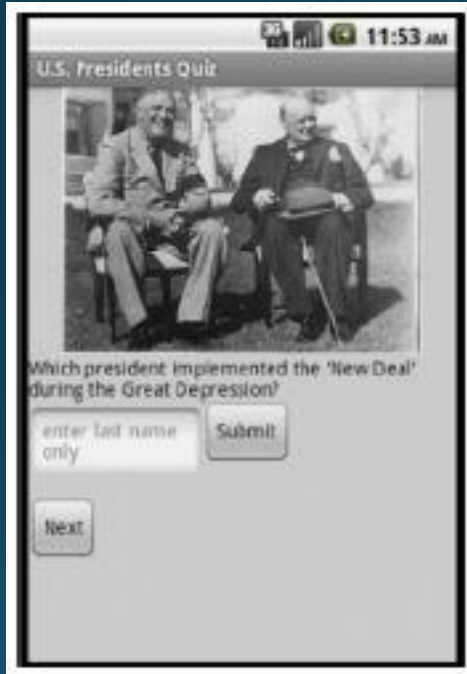 3G 11:53 AM
U.S. Presidents Quiz
Which president implemented the 'New Deal'
during the Great Depression?
enter last name
only
Submit
Next